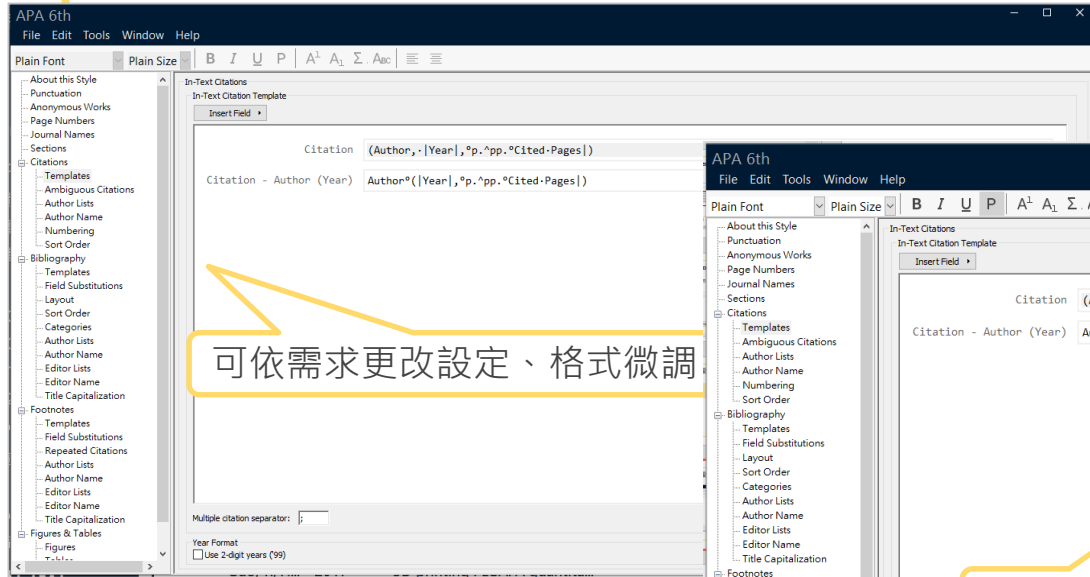 APA 6th
File Edit Tools Window Help
Plain Font Plain Size B I U P A¹ A₁ Σ ABC
About this Style
Punctuation
Anonymous Works
Page Numbers
Journal Names
Sections
Citations
Templates
Ambiguous Citations
Author Lists
Author Name
Numbering
Sort Order
Bibliography
Templates
Field Substitutions
Layout
Sort Order
Categories
Author Lists
Author Name
Editor Lists
Editor Name
Title Capitalization
Footnotes
Templates
Field Substitutions
Repeated Citations
Author Lists
Author Name
Editor Lists
Editor Name
Title Capitalization
Figures & Tables
Figures
In-Text Citations
In-Text Citation Template
Insert Field
Citation (Author,·|Year|,°p.^pp.°Cited·Pages|)
Citation - Author (Year) Author°(|Year|,°p.^pp.°Cited·Pages|)
可依需求更改設定、格式微調
Multiple citation separator: ;
Year Format
Use 2-digit years ('99)
APA 6th
File Edit Tools Window Help
Plain Font Plain Size B I U P A¹ A₁ Σ
About this Style
Punctuation
Anonymous Works
Page Numbers
Journal Names
Sections
Citations
Templates
Ambiguous Citations
Author Lists
Author Name
Numbering
Sort Order
Bibliography
Templates
Field Substitutions
Layout
Sort Order
Categories
Author Lists
Author Name
Editor Lists
Editor Name
Title Capitalization
Footnotes
In-Text Citations
In-Text Citation Template
Insert Field
Citation
Citation - Author (Year)